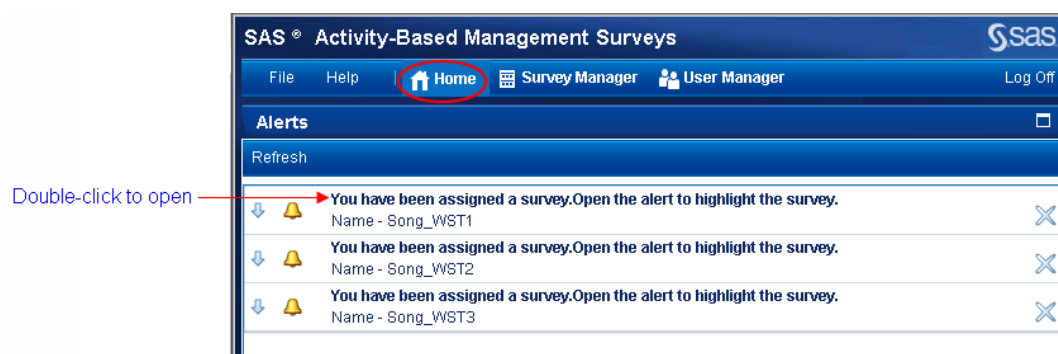 SAS ® Activity-Based Management Surveys
sas
File Help Home Survey Manager User Manager Log Off
Alerts
Refresh
Double-click to open
You have been assigned a survey.Open the alert to highlight the survey.
Name - Song_WST1
You have been assigned a survey.Open the alert to highlight the survey.
Name - Song_WST2
You have been assigned a survey.Open the alert to highlight the survey.
Name - Song_WST3